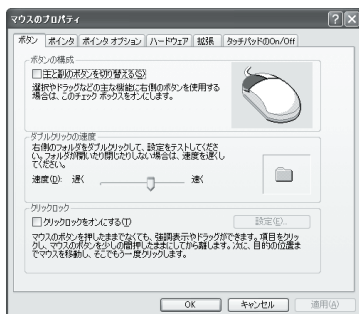 マウスのプロパティ
ボタン ポインタ ポインタ オプション ハードウェア 拡張 タッチパッドのOn/Off
ボタンの構成
主と副のボタンを切り替える(S)
選択やドラッグなどの主な機能に右側のボタンを使用する
場合は、このチェック ボックスをオンにします。
ダブルクリックの速度
右側のフォルダをダブルクリックして、設定をテストしてくださ
い。フォルダが開いたり閉じたりしない場合は、速度を遅くし
てください。
速度(D): 遅く 速く
クリックロック
クリックロックをオンにする(T) 設定(E)...
マウスのボタンを押したままでなくても、強調表示やドラッグができます。項目をクリッ
クし、マウスのボタンを少しの間押したままにしてから離します。次に、目的の位置ま
でマウスを移動し、そこでもう一度クリックします。
OK キャンセル 適用(A)